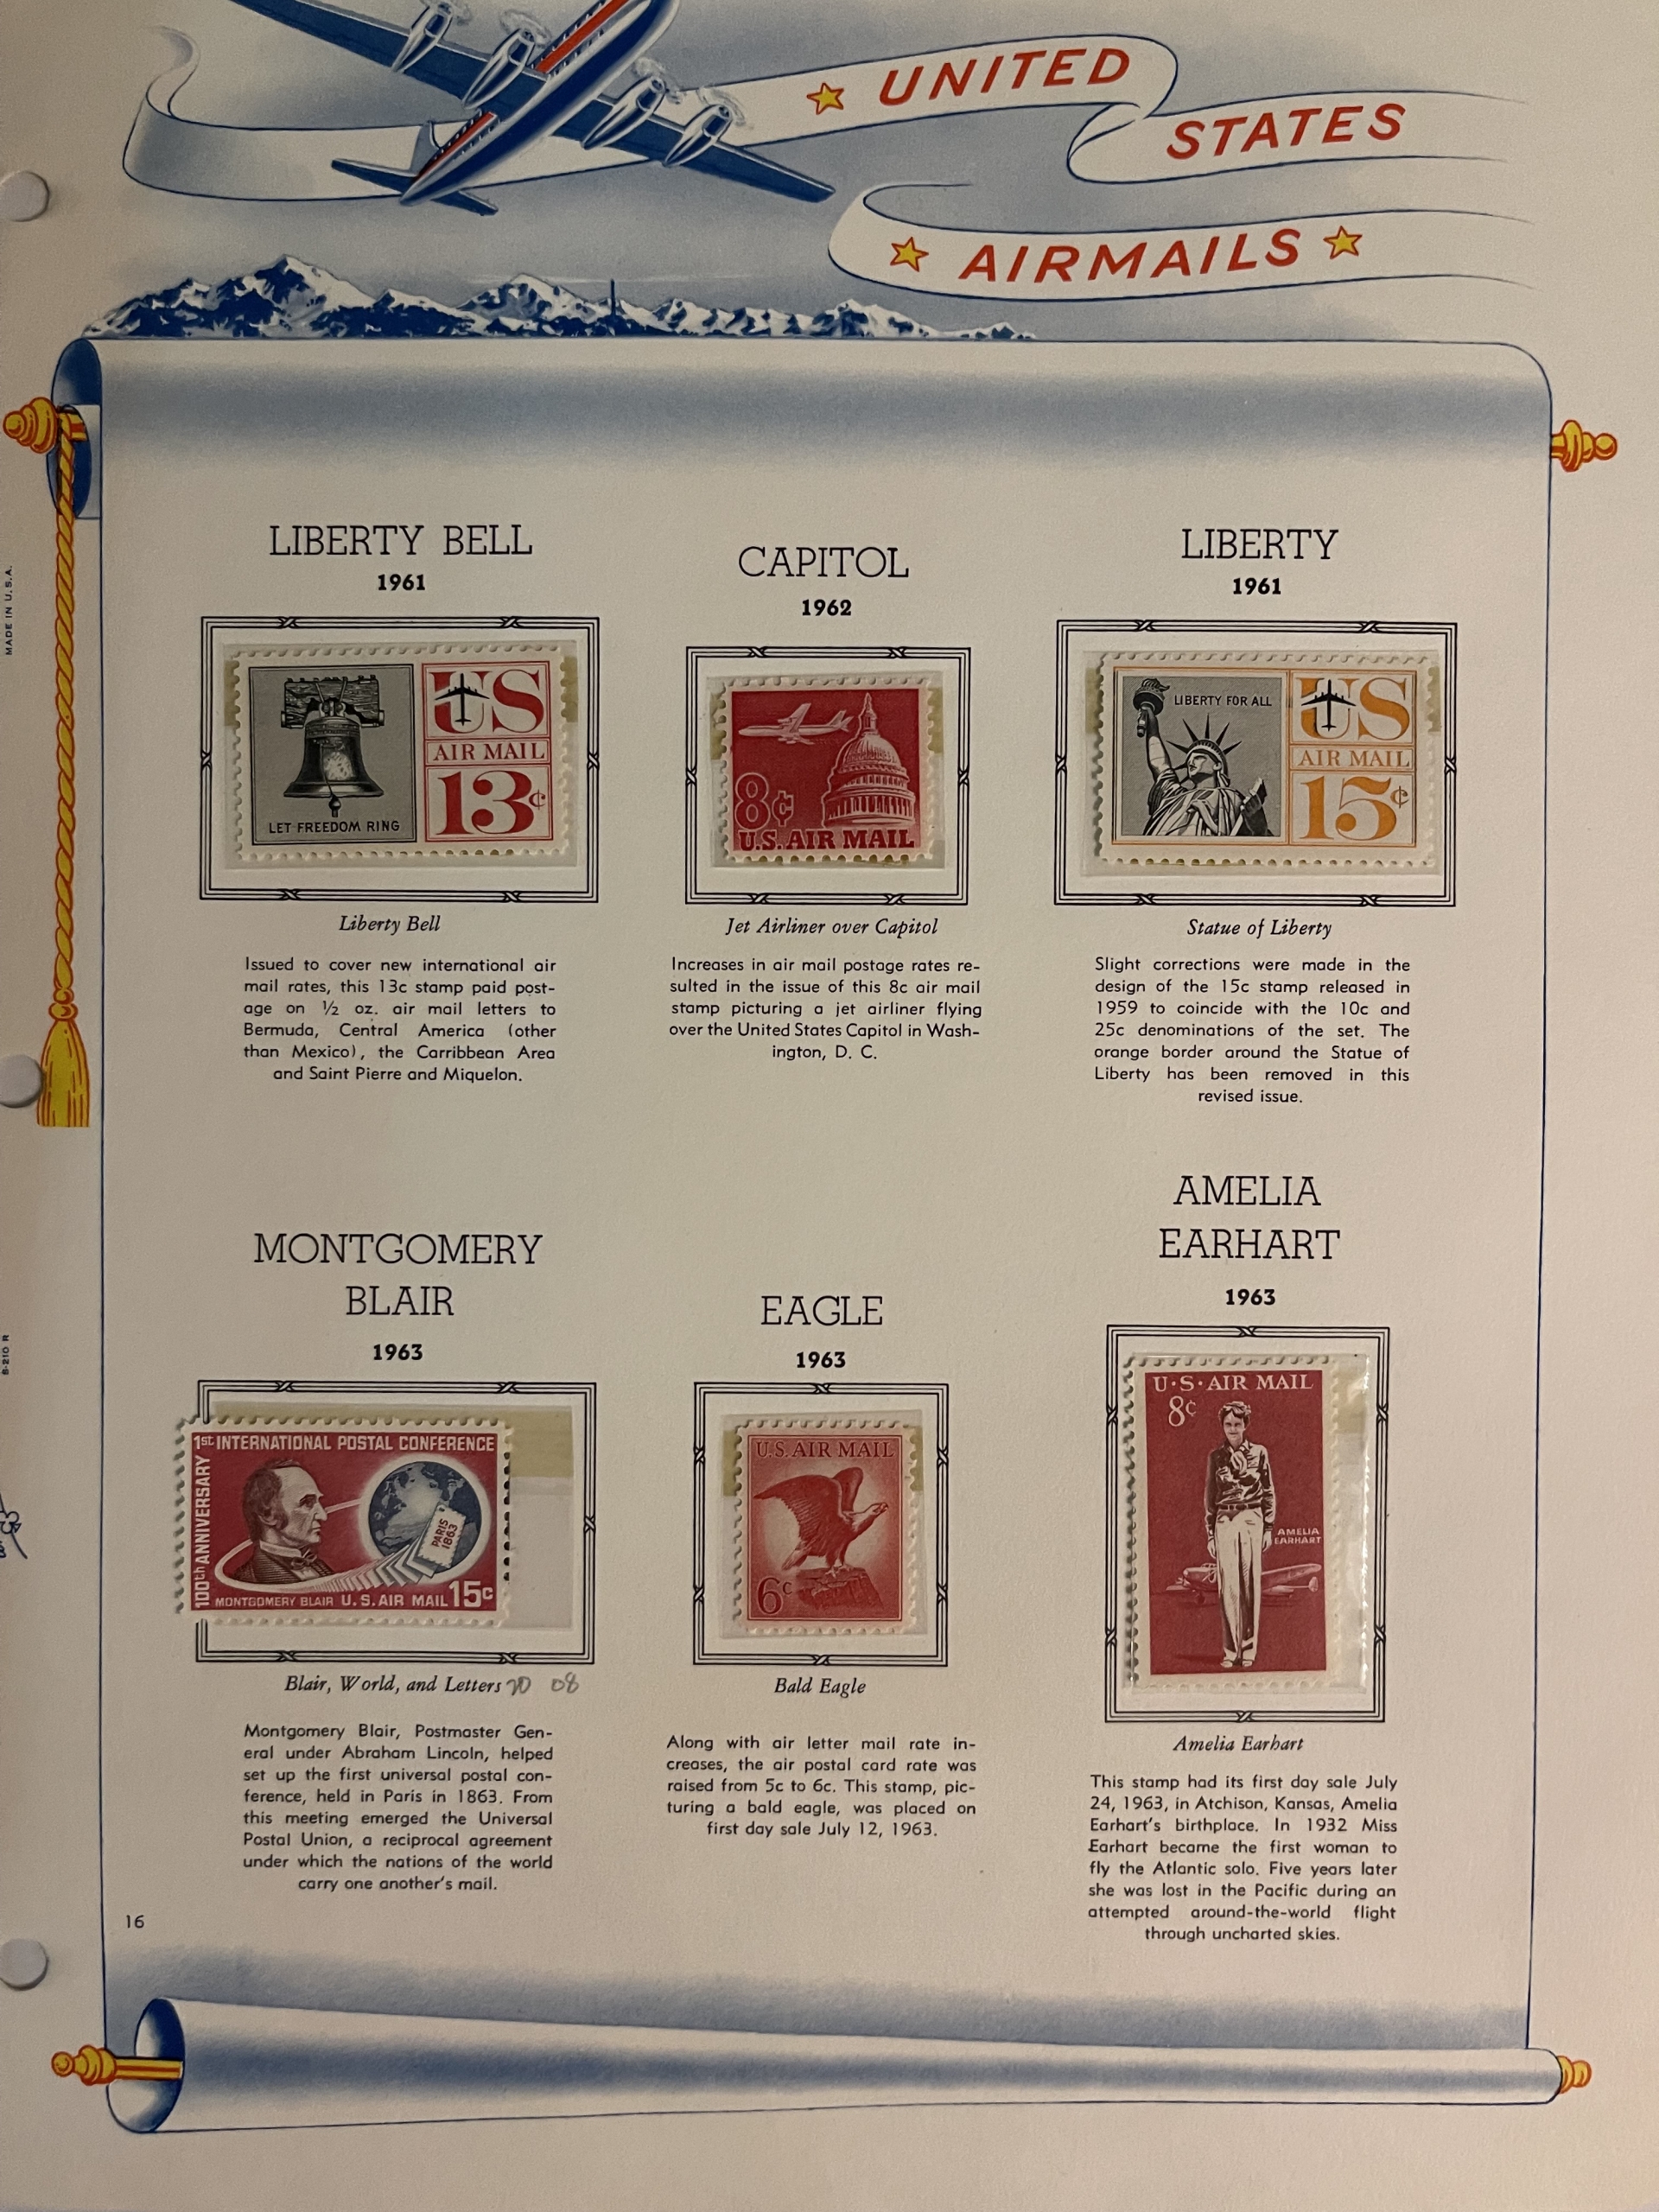 ★ UNITED
STATES
★ AIRMAILS ★
MADE IN U.S.A.
LIBERTY BELL
1961
US
AIR MAIL
13¢
LET FREEDOM RING
Liberty Bell
Issued to cover new international air
mail rates, this 13c stamp paid post-
age on ½ oz. air mail letters to
Bermuda, Central America (other
than Mexico), the Carribbean Area
and Saint Pierre and Miquelon.
CAPITOL
1962
8¢
U.S. AIR MAIL
Jet Airliner over Capitol
Increases in air mail postage rates re-
sulted in the issue of this 8c air mail
stamp picturing a jet airliner flying
over the United States Capitol in Wash-
ington, D. C.
LIBERTY
1961
LIBERTY FOR ALL
US
AIR MAIL
15¢
Statue of Liberty
Slight corrections were made in the
design of the 15c stamp released in
1959 to coincide with the 10c and
25c denominations of the set. The
orange border around the Statue of
Liberty has been removed in this
revised issue.
B-210 R
MONTGOMERY
BLAIR
1963
1st INTERNATIONAL POSTAL CONFERENCE
100th ANNIVERSARY
PARIS
1863
MONTGOMERY BLAIR U.S. AIR MAIL 15c
Blair, World, and Letters 20 08
Montgomery Blair, Postmaster Gen-
eral under Abraham Lincoln, helped
set up the first universal postal con-
ference, held in Paris in 1863. From
this meeting emerged the Universal
Postal Union, a reciprocal agreement
under which the nations of the world
carry one another's mail.
EAGLE
1963
U.S. AIR MAIL
6¢
Bald Eagle
Along with air letter mail rate in-
creases, the air postal card rate was
raised from 5c to 6c. This stamp, pic-
turing a bald eagle, was placed on
first day sale July 12, 1963.
AMELIA
EARHART
1963
U·S·AIR MAIL
8¢
AMELIA
EARHART
Amelia Earhart
This stamp had its first day sale July
24, 1963, in Atchison, Kansas, Amelia
Earhart's birthplace. In 1932 Miss
Earhart became the first woman to
fly the Atlantic solo. Five years later
she was lost in the Pacific during an
attempted around-the-world flight
through uncharted skies.
16